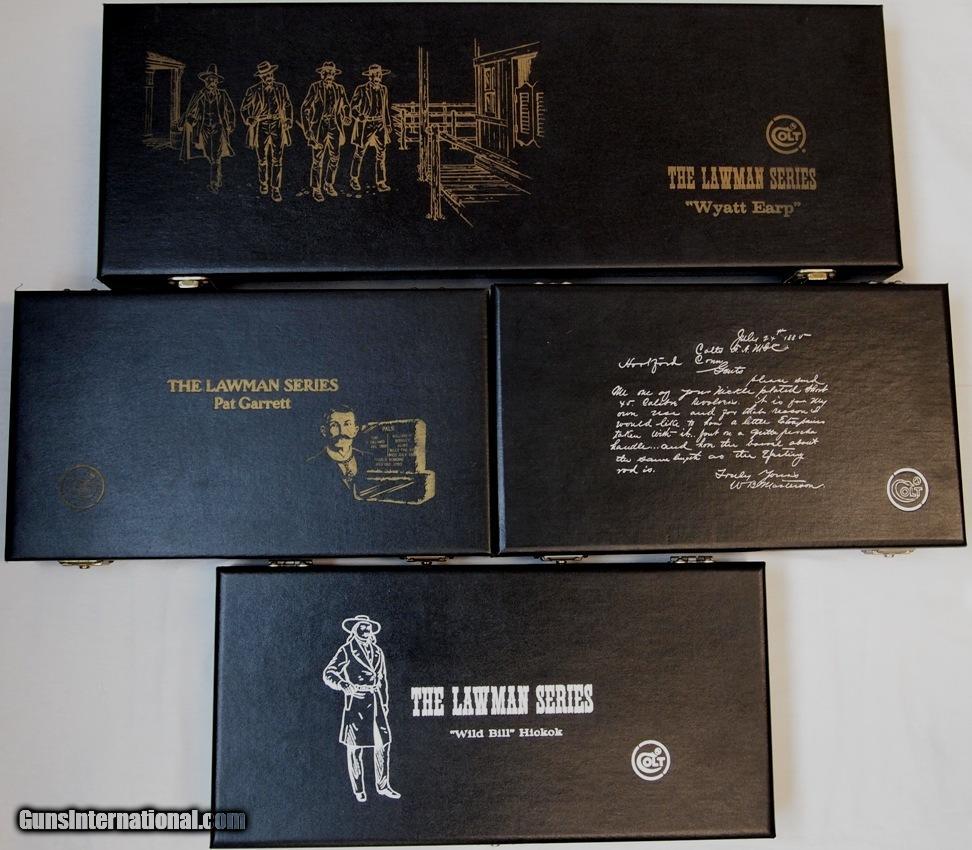 COLT
THE LAWMAN SERIES
"Wyatt Earp"
THE LAWMAN SERIES
Pat Garrett
PALS
COLT
July 24th 1885
Colts F. A. Mfg C
Hartford Conn
Gents
please send
Me one of your Nickle plated Short
45 Calibre Revolvers. it is for my
own use and for that reason I
would like to have a little Extra pains
taken with it. put on a Gutta percha
handle... and have the barrel about
the same length as the ejecting
rod is.
Truly Yours
W B Masterson
COLT
THE LAWMAN SERIES
"Wild Bill" Hickok
COLT
GunsInternational.com